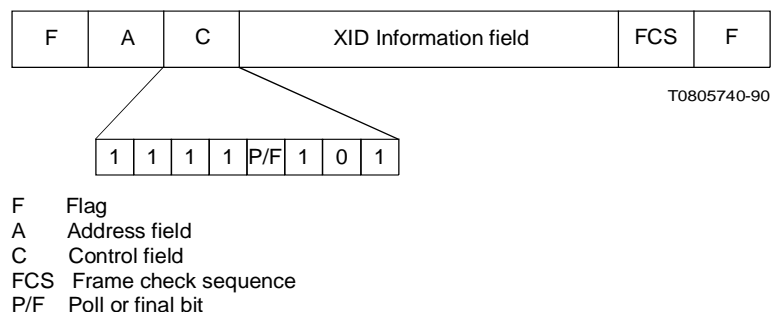 F A C XID Information field FCS F
T0805740-90
1 1 1 1 P/F 1 0 1
F Flag
A Address field
C Control field
FCS Frame check sequence
P/F Poll or final bit